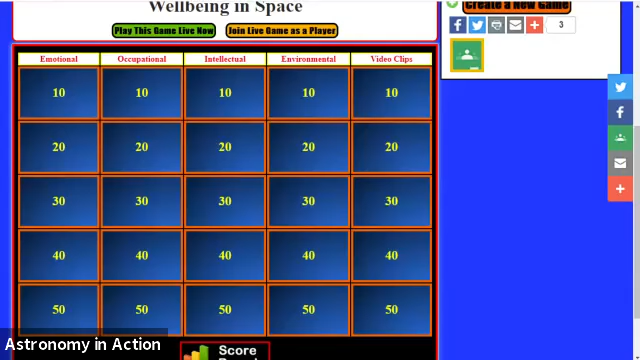 Wellbeing in Space
Create a New Game
Play This Game Live Now Join Live Game as a Player
3
Emotional Occupational Intellectual Environmental Video Clips
10 10 10 10 10
20 20 20 20 20
30 30 30 30 30
40 40 40 40 40
50 50 50 50 50
Astronomy in Action
Score